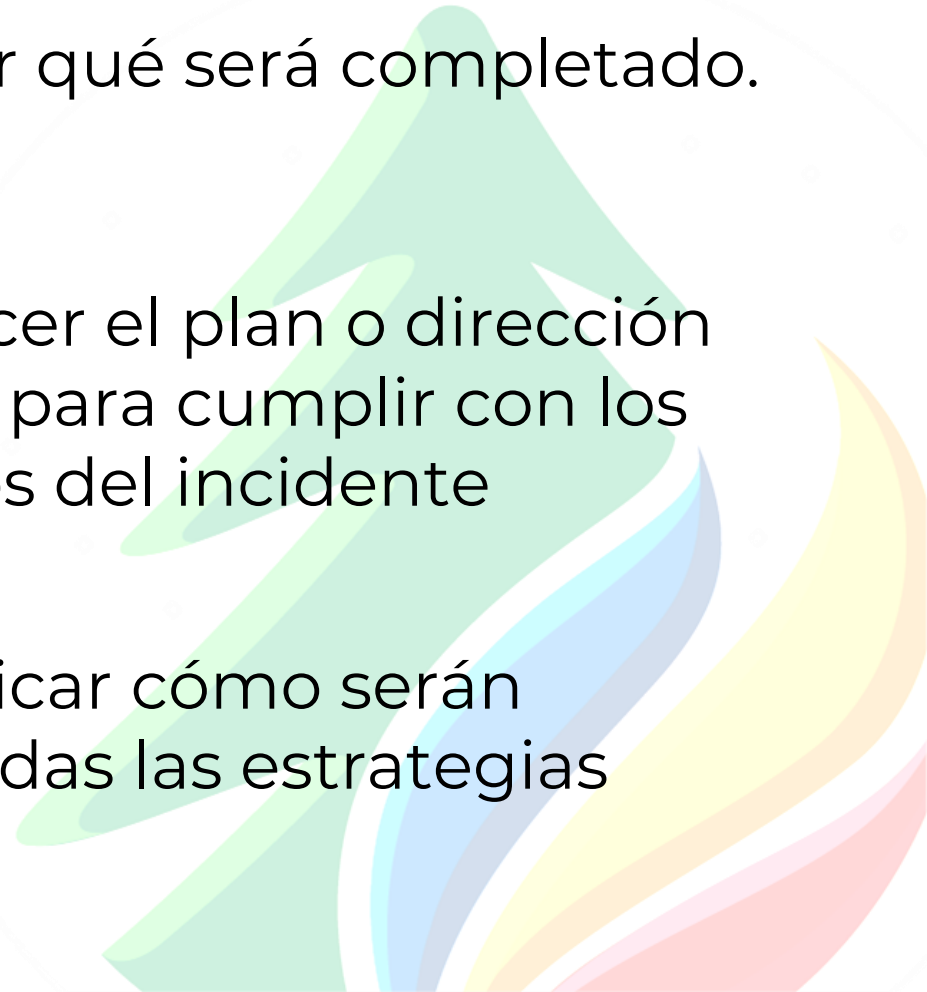 r qué será completado.
cer el plan o dirección
para cumplir con los
s del incidente
icar cómo serán
das las estrategias